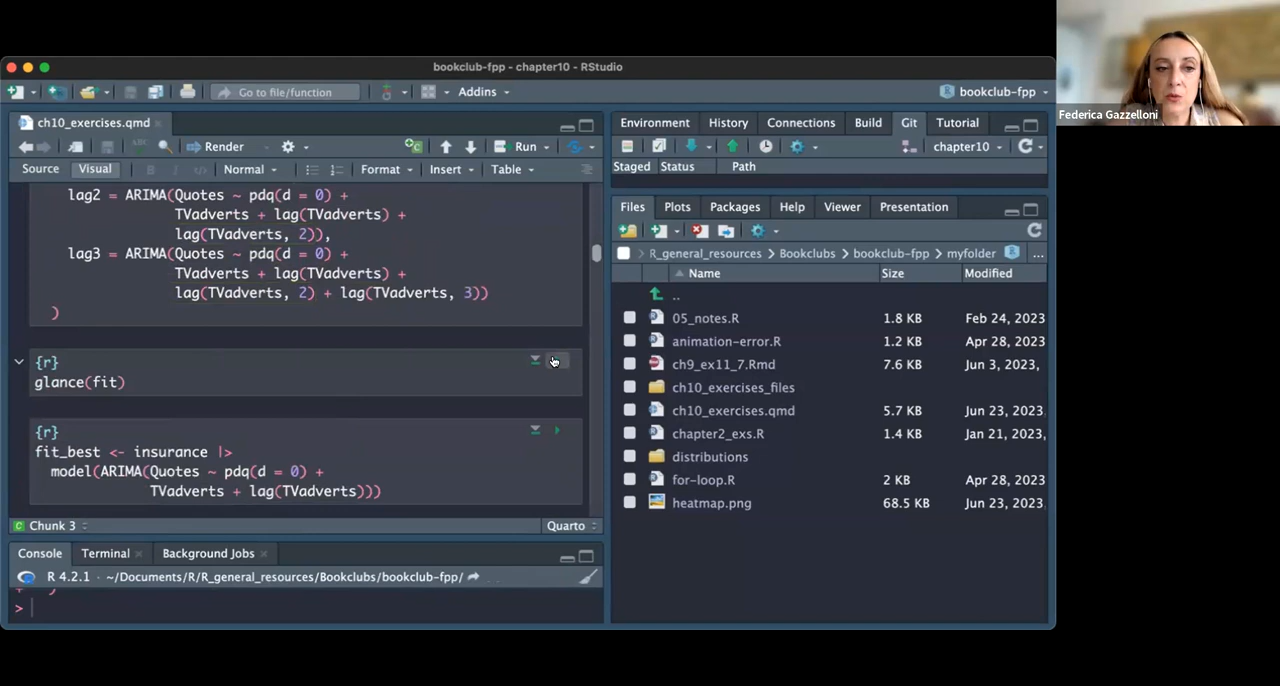 bookclub-fpp - chapter10 - RStudio
Go to file/function
Addins
bookclub-fpp
Federica Gazzelloni
ch10_exercises.qmd
Render
Run
Source
Visual
Normal
Format
Insert
Table
lag2 = ARIMA(Quotes ~ pdq(d = 0) +
TVadverts + lag(TVadverts) +
lag(TVadverts, 2)),
lag3 = ARIMA(Quotes ~ pdq(d = 0) +
TVadverts + lag(TVadverts) +
lag(TVadverts, 2) + lag(TVadverts, 3))
)
{r}
glance(fit)
{r}
fit_best <- insurance |>
model(ARIMA(Quotes ~ pdq(d = 0) +
TVadverts + lag(TVadverts)))
Chunk 3
Quarto
Console
Terminal
Background Jobs
R 4.2.1 · ~/Documents/R/R_general_resources/Bookclubs/bookclub-fpp/
>
Environment
History
Connections
Build
Git
Tutorial
chapter10
Staged
Status
Path
Files
Plots
Packages
Help
Viewer
Presentation
R_general_resources
Bookclubs
bookclub-fpp
myfolder
...
Name
Size
Modified
..
05_notes.R 1.8 KB Feb 24, 2023
animation-error.R 1.2 KB Apr 28, 2023
ch9_ex11_7.Rmd 7.6 KB Jun 3, 2023,
ch10_exercises_files
ch10_exercises.qmd 5.7 KB Jun 23, 2023
chapter2_exs.R 1.4 KB Jan 21, 2023
distributions
for-loop.R 2 KB Apr 28, 2023
heatmap.png 68.5 KB Jun 23, 2023